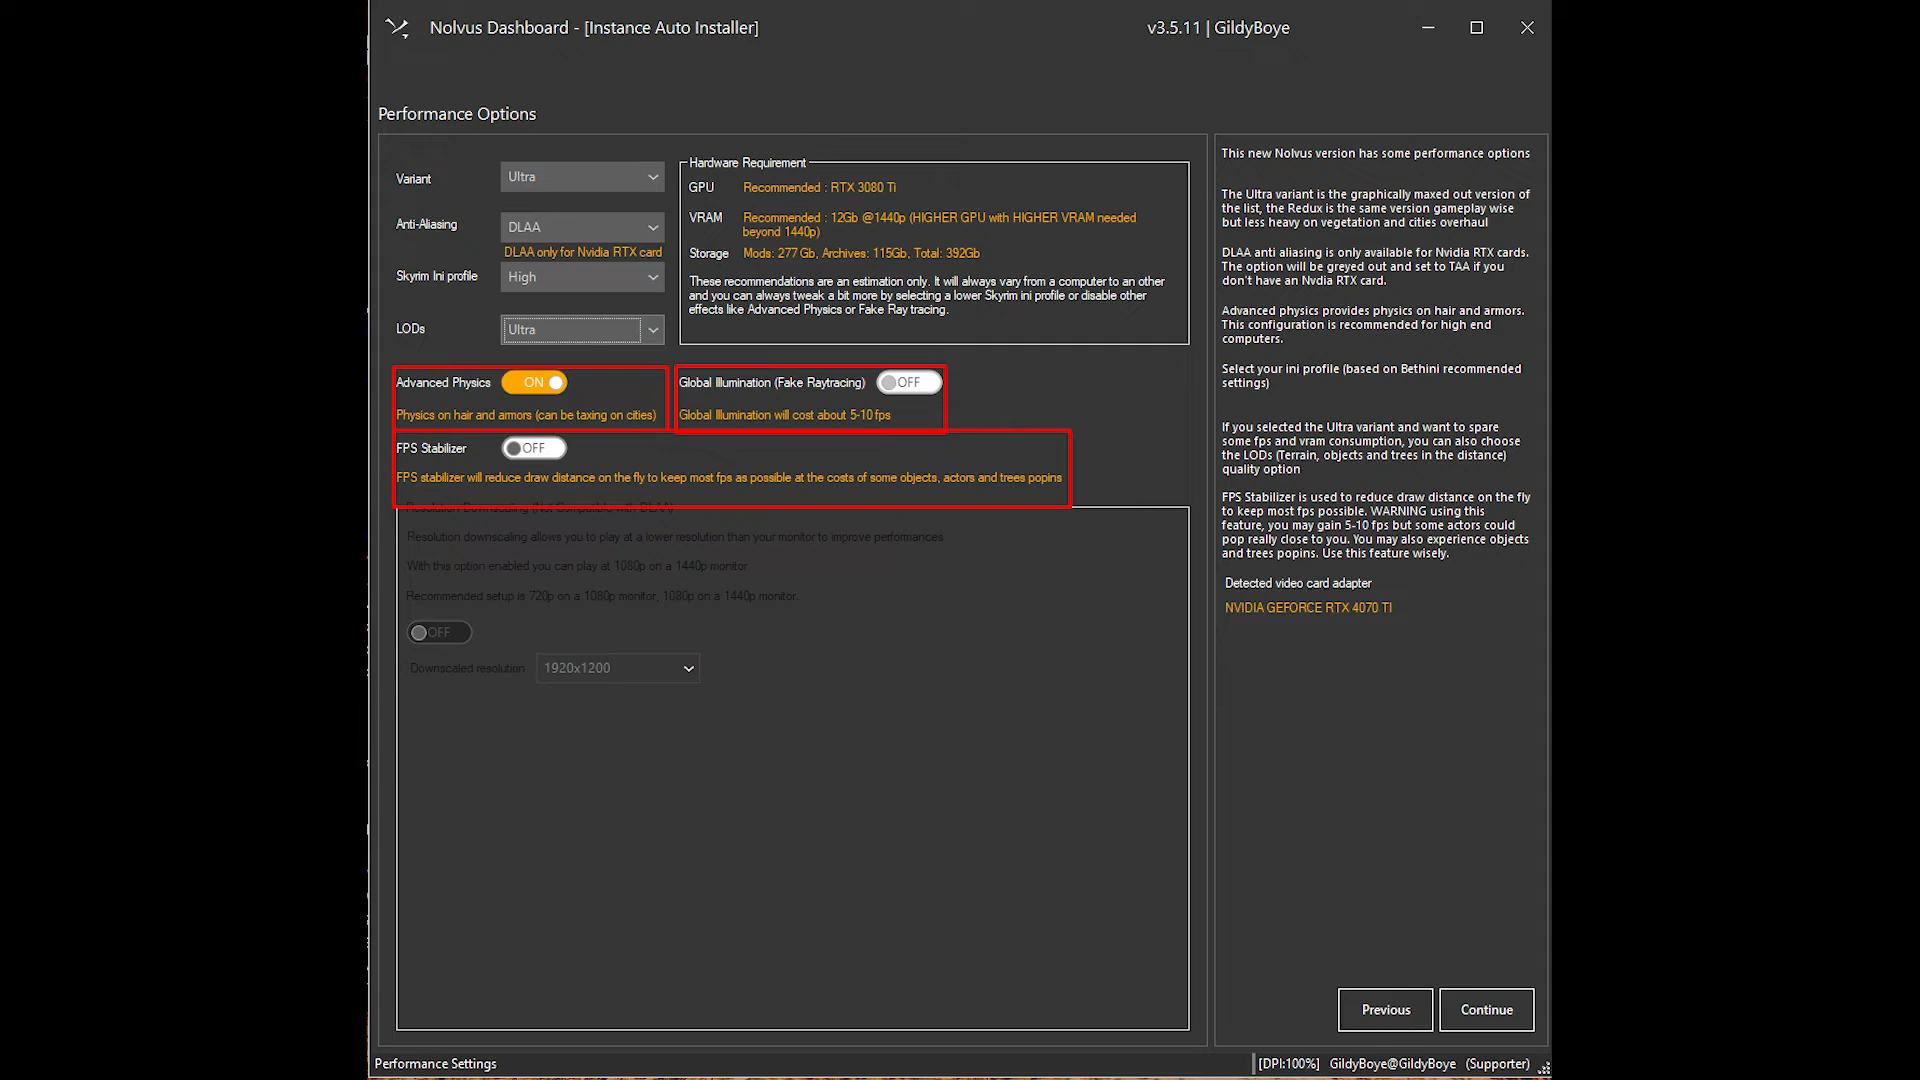 Nolvus Dashboard - [Instance Auto Installer]
v3.5.11 | GildyBoye
Performance Options
Variant
Ultra
Anti-Aliasing
DLAA
DLAA only for Nvidia RTX card
Skyrim Ini profile
High
LODs
Ultra
Hardware Requirement
GPU
Recommended : RTX 3080 Ti
VRAM
Recommended : 12Gb @1440p (HIGHER GPU with HIGHER VRAM needed
beyond 1440p)
Storage
Mods: 277 Gb, Archives: 115Gb, Total: 392Gb
These recommendations are an estimation only. It will always vary from a computer to an other
and you can always tweak a bit more by selecting a lower Skyrim ini profile or disable other
effects like Advanced Physics or Fake Ray tracing.
Advanced Physics
ON
Physics on hair and armors (can be taxing on cities)
Global Illumination (Fake Raytracing)
OFF
Global Illumination will cost about 5-10 fps
FPS Stabilizer
OFF
FPS stabilizer will reduce draw distance on the fly to keep most fps as possible at the costs of some objects, actors and trees popins
Resolution Downscaling (Not Compatible with DLAA)
Resolution downscaling allows you to play at a lower resolution than your monitor to improve performances
With this option enabled you can play at 1080p on a 1440p monitor
Recommended setup is 720p on a 1080p monitor, 1080p on a 1440p monitor.
OFF
Downscaled resolution
1920x1200
This new Nolvus version has some performance options
The Ultra variant is the graphically maxed out version of
the list, the Redux is the same version gameplay wise
but less heavy on vegetation and cities overhaul
DLAA anti aliasing is only available for Nvidia RTX cards.
The option will be greyed out and set to TAA if you
don't have an Nvdia RTX card.
Advanced physics provides physics on hair and armors.
This configuration is recommended for high end
computers.
Select your ini profile (based on Bethini recommended
settings)
If you selected the Ultra variant and want to spare
some fps and vram consumption, you can also choose
the LODs (Terrain, objects and trees in the distance)
quality option
FPS Stabilizer is used to reduce draw distance on the fly
to keep most fps possible. WARNING using this
feature, you may gain 5-10 fps but some actors could
pop really close to you. You may also experience objects
and trees popins. Use this feature wisely.
Detected video card adapter
NVIDIA GEFORCE RTX 4070 TI
Previous
Continue
Performance Settings
[DPI:100%]
GildyBoye@GildyBoye
(Supporter)